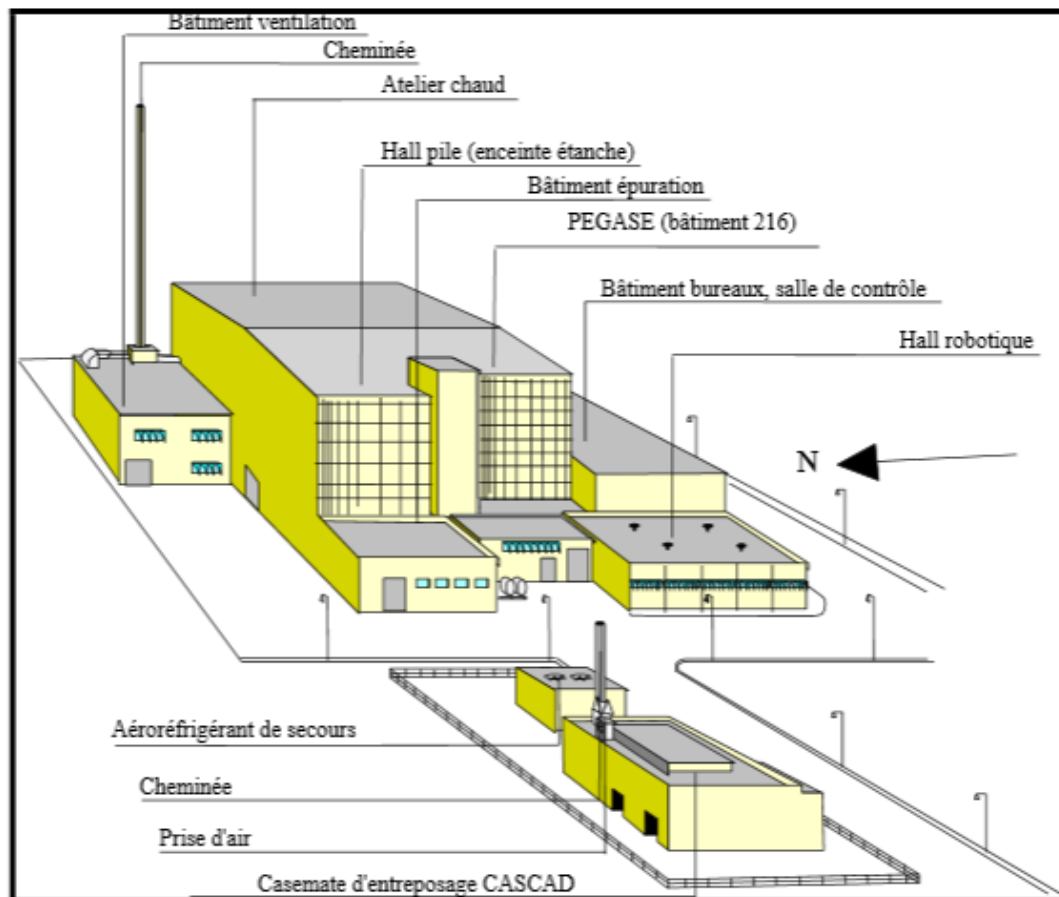 Bâtiment ventilation
Cheminée
Atelier chaud
Hall pile (enceinte étanche)
Bâtiment épuration
PEGASE (bâtiment 216)
Bâtiment bureaux, salle de contrôle
Hall robotique
N
Aéroréfrigérant de secours
Cheminée
Prise d'air
Casemate d'entreposage CASCAD